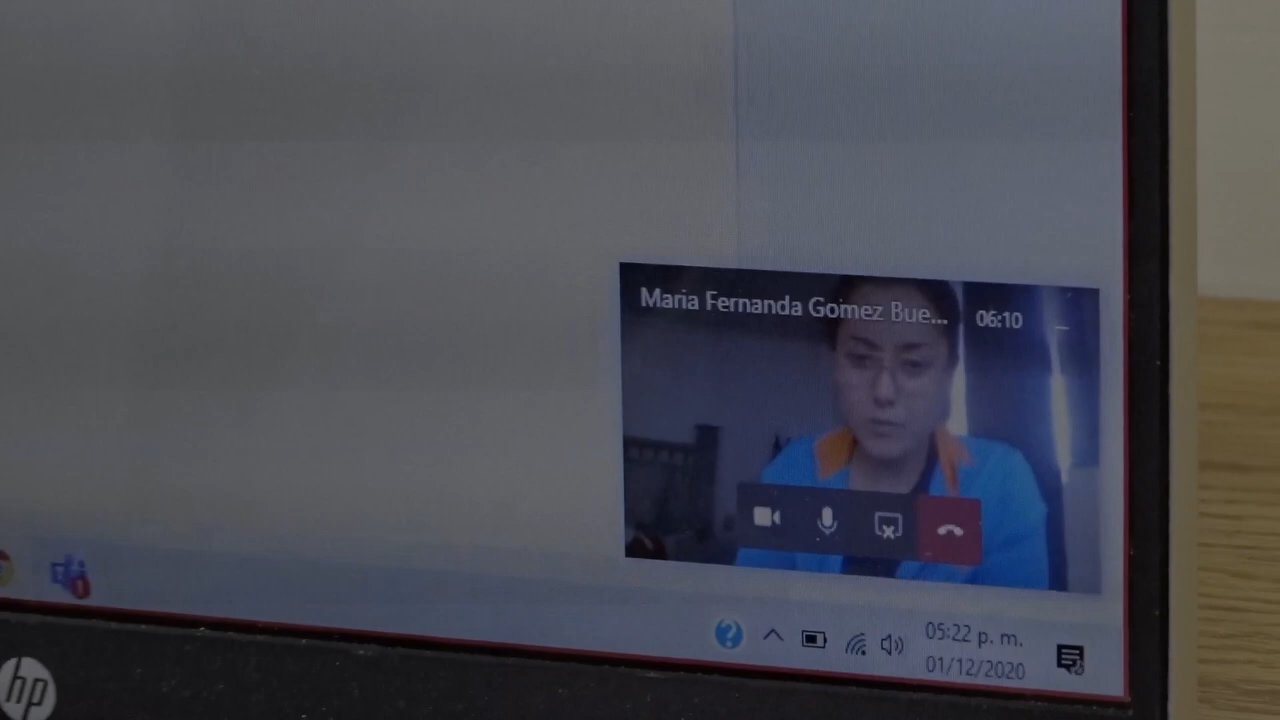 Maria Fernanda Gomez Bue...
06:10
05:22 p. m.
01/12/2020
hp